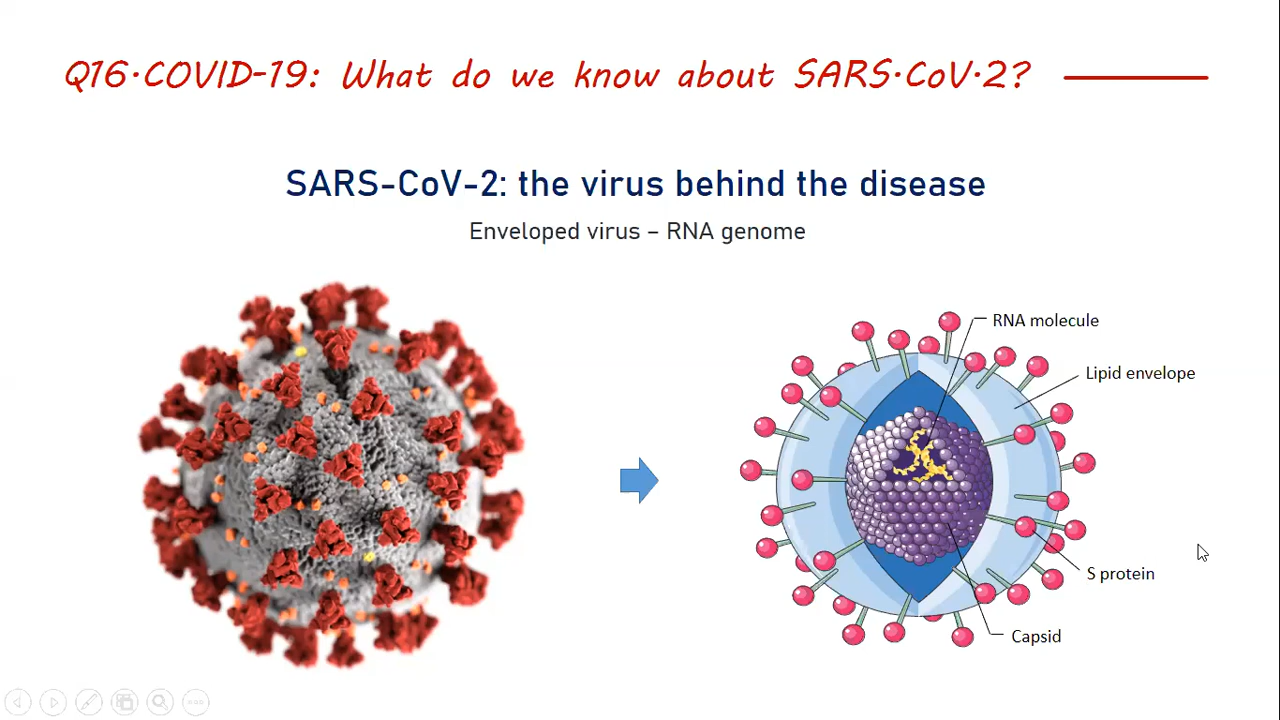 Q16·COVID-19: What do we know about SARS·CoV·2?
SARS-CoV-2: the virus behind the disease
Enveloped virus – RNA genome
RNA molecule
Lipid envelope
S protein
Capsid